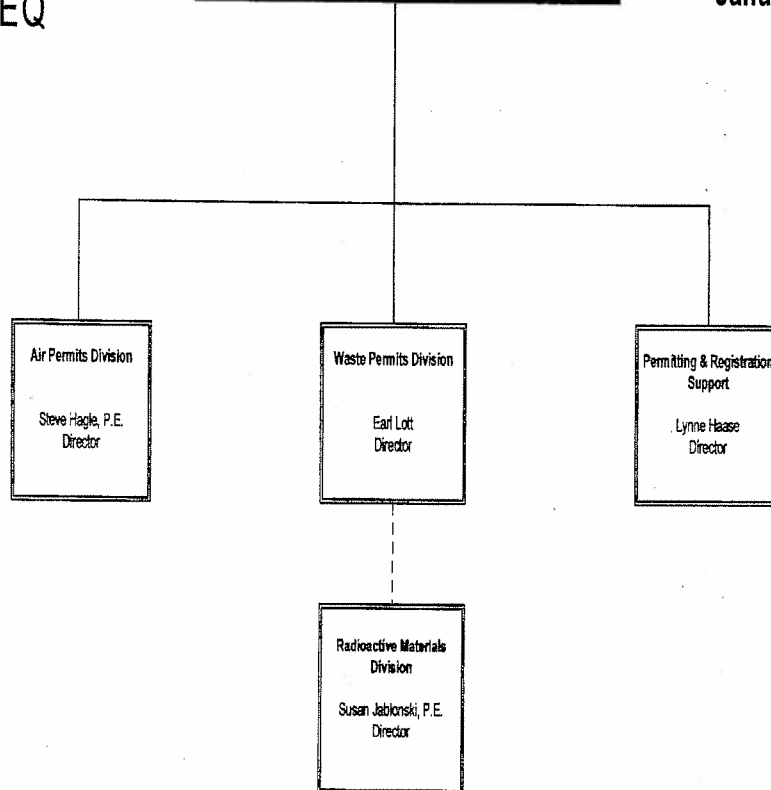 EQ
Air Permits Division
Steve Hagle, P.E.
Director
Waste Permits Division
Earl Lott
Director
Permitting & Registration
Support
Lynne Haase
Director
Radioactive Materials
Division
Susan Jablonski, P.E.
Director